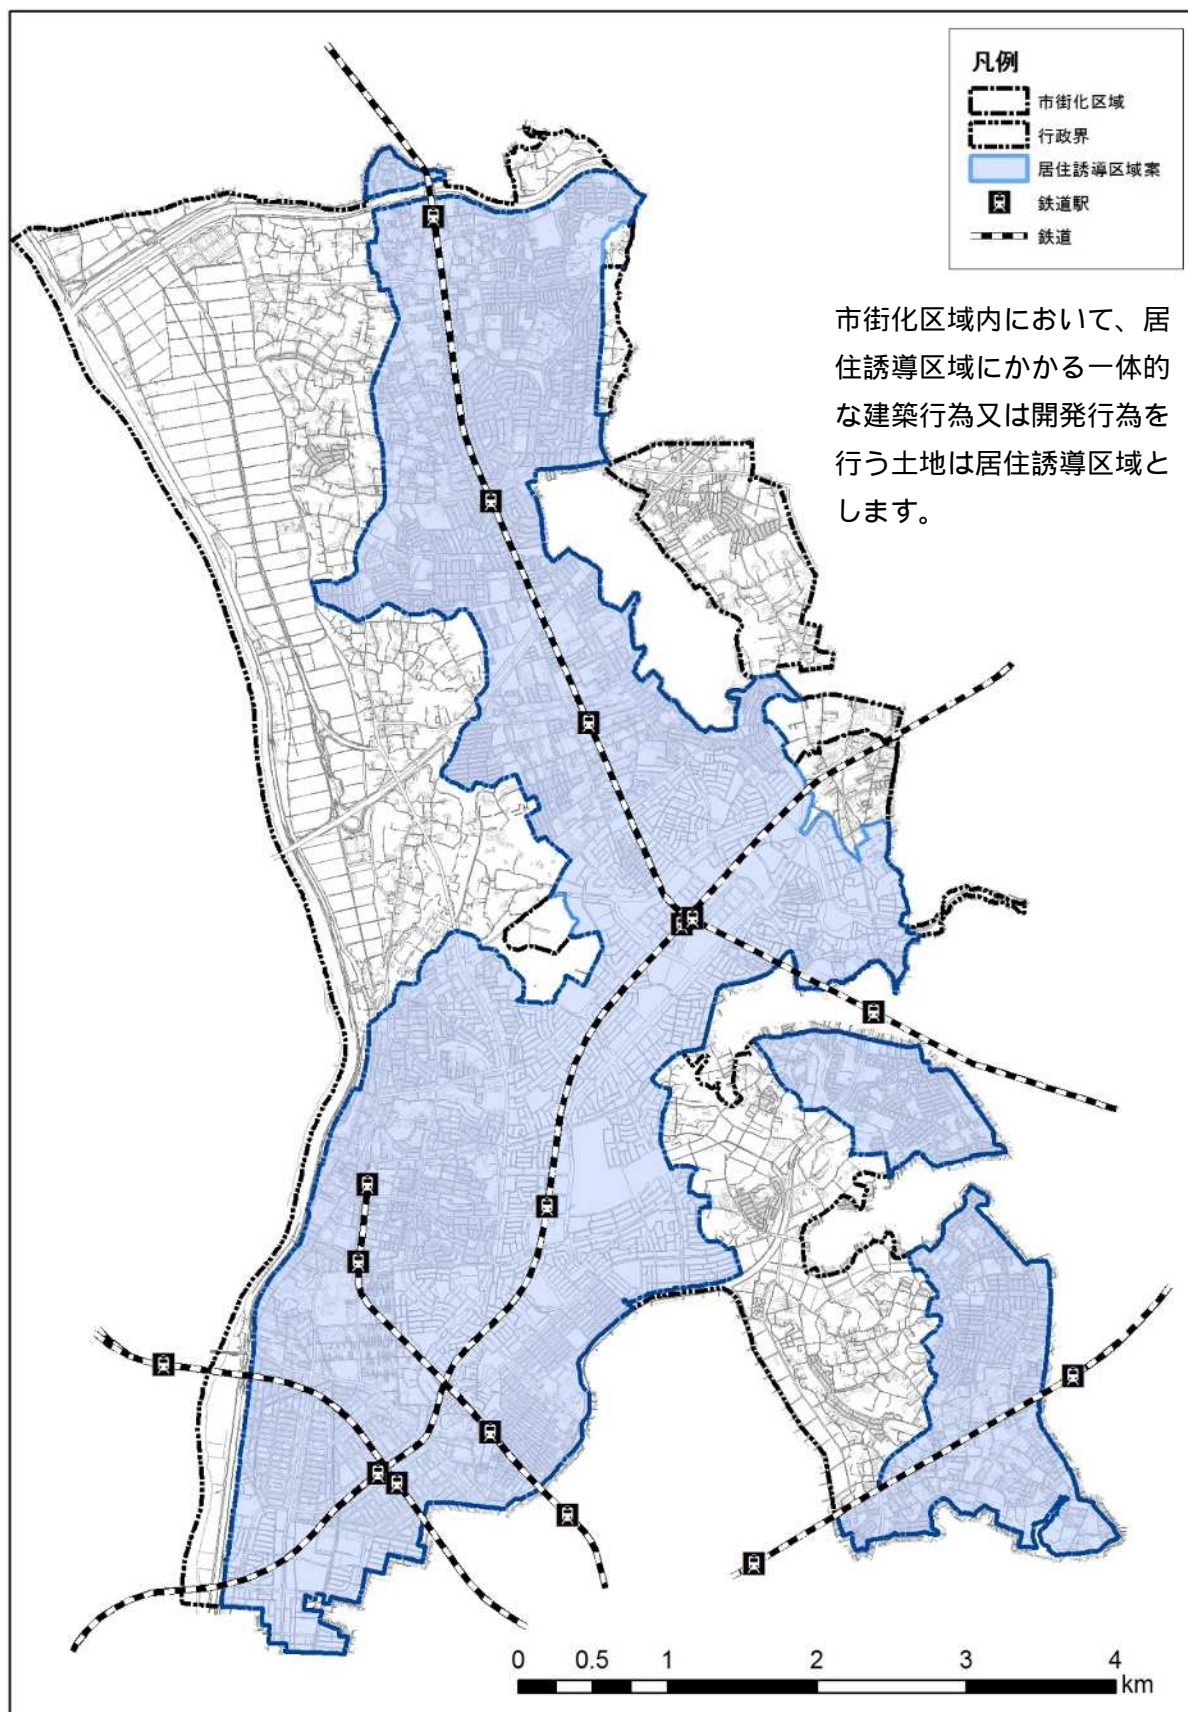 凡例
市街化区域
行政界
居住誘導区域案
鉄道駅
鉄道
市街化区域内において、居
住誘導区域にかかる一体的
な建築行為又は開発行為を
行う土地は居住誘導区域と
します。
0 0.5 1 2 3 4
km